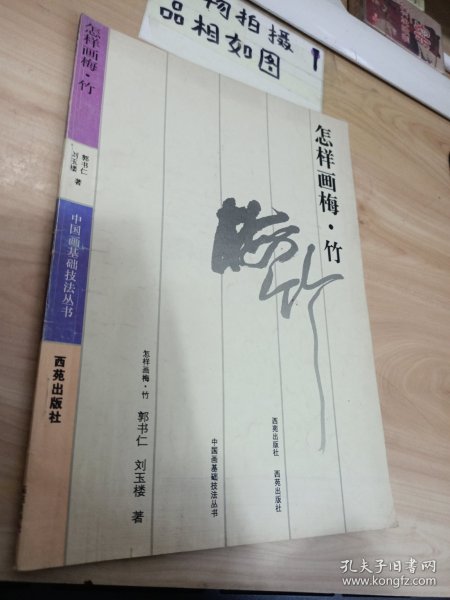 物拍摄
品相如图
怎样画梅·竹
郭书仁
刘玉楼 著
中国画基础技法丛书
西苑出版社
怎样画梅·竹
怎样画梅·竹
郭书仁 刘玉楼 著
中国画基础技法丛书
西苑出版社 西苑出版社
孔夫子旧书网
www.kongfz.com